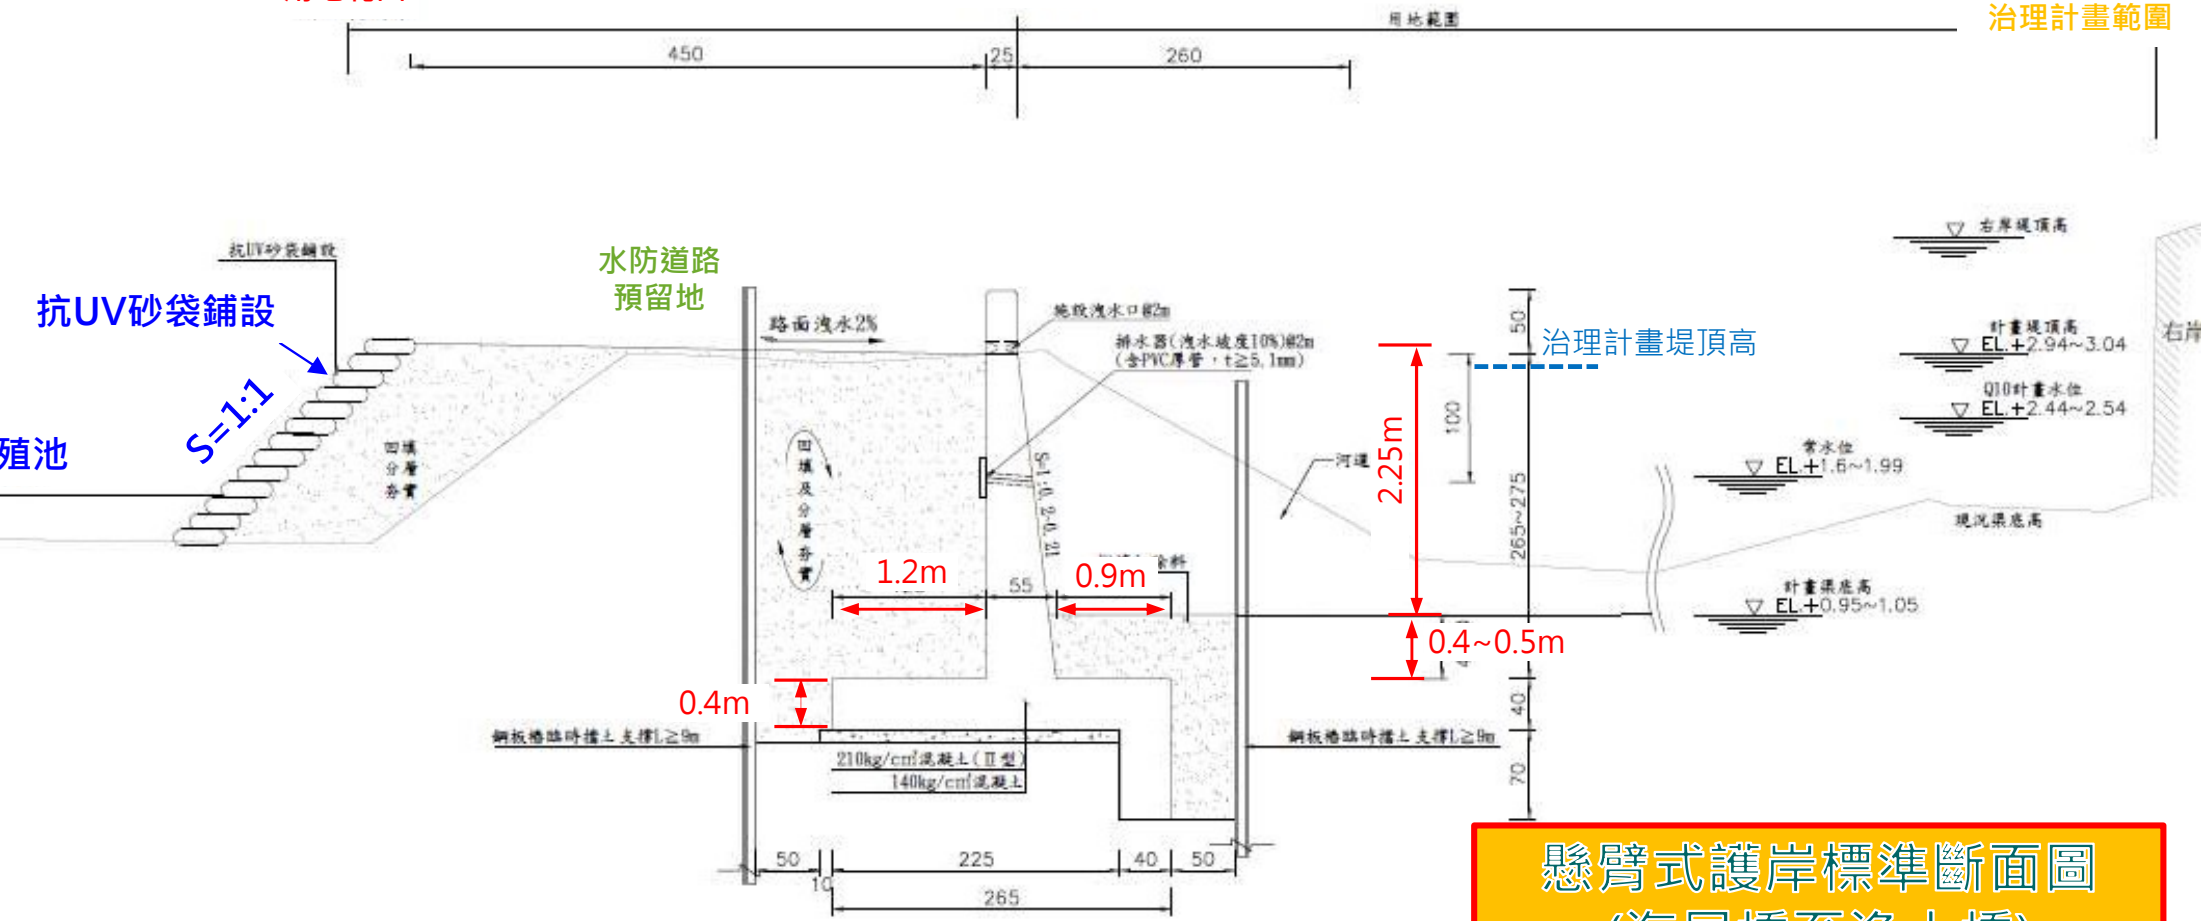 用地範圍
治理計畫範圍
450
25
260
右岸堤頂高
抗UV砂袋鋪設
水防道路
預留地
抗UV砂袋鋪設
路面洩水2%
施設洩水口@2m
排水器(洩水坡度10%)@2m
(含PVC厚管，t≥5.1mm)
50
治理計畫堤頂高
計畫堤頂高
EL.+2.94~3.04
右岸
Q10計畫水位
EL.+2.44~2.54
S=1:1
100
2.25m
殖池
回填
分層
夯實
回填及分層夯實
S=1:0.2~0.21
河道
常水位
EL.+1.6~1.99
265~275
現況渠底高
1.2m
55
0.9m
塗料
計畫渠底高
EL.+0.95~1.05
0.4~0.5m
0.4m
40
鋼板樁臨時擋土支撐L≥9m
鋼板樁臨時擋土支撐L≥9m
210kg/cm²混凝土(II型)
140kg/cm²混凝土
70
50
10
225
40
50
265
懸臂式護岸標準斷面圖